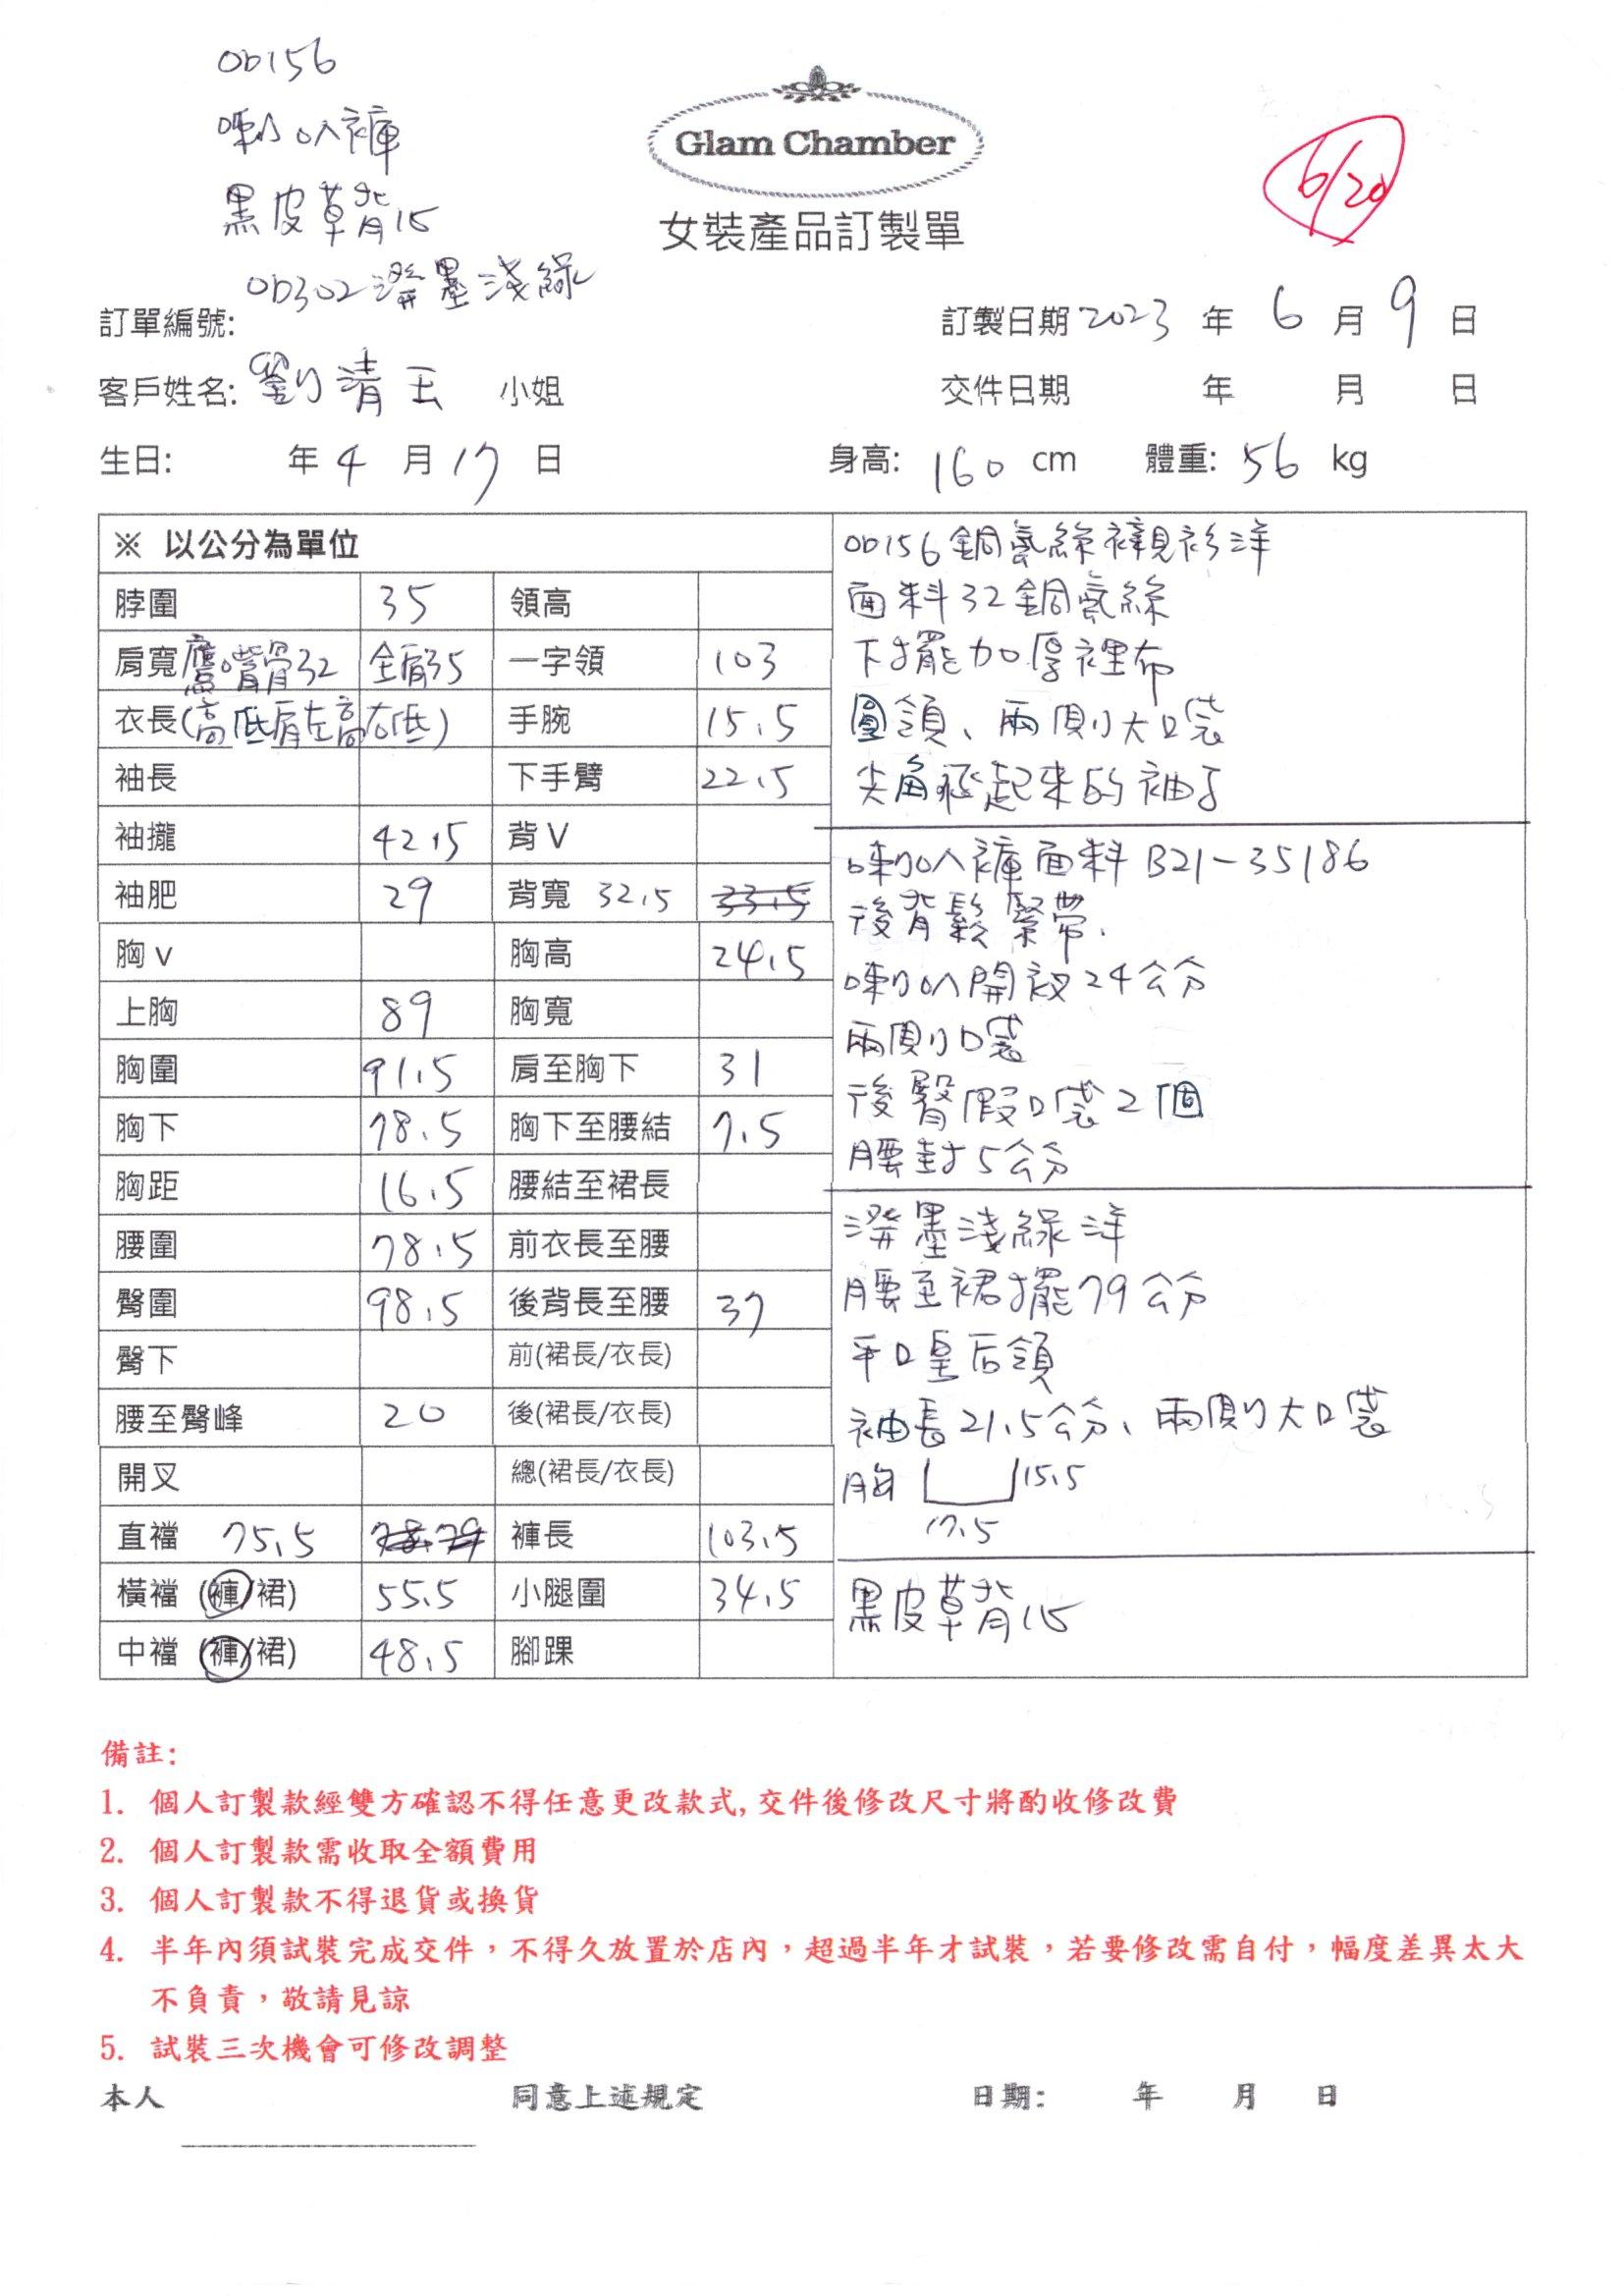 Ob156
喇叭褲
黑皮草背心
Ob302潑墨淺綠
Glam Chamber
女裝產品訂製單
6/20
訂單編號:
訂製日期 2023 年 6 月 9 日
客戶姓名: 劉清玉 小姐
交件日期 年 月 日
生日: 年 4 月 17 日
身高: 160 cm 體重: 56 kg
※ 以公分為單位
脖圍 35 領高
肩寬 鷹嘴骨32 全肩35 一字領 103
衣長(高低肩左高右低) 手腕 15.5
袖長 下手臂 22.5
袖攏 42.5 背V
袖肥 29 背寬 32.5 33.5
胸v 胸高 24.5
上胸 89 胸寬
胸圍 91.5 肩至胸下 31
胸下 78.5 胸下至腰結 7.5
胸距 16.5 腰結至裙長
腰圍 78.5 前衣長至腰
臀圍 98.5 後背長至腰 37
臀下 前(裙長/衣長)
腰至臀峰 20 後(裙長/衣長)
開叉 總(裙長/衣長)
直襠 75.5 褲長 103.5
橫襠 (褲/裙) 55.5 小腿圍 34.5
中襠 (褲/裙) 48.5 腳踝
Ob156銅氨絲襯衫洋
面料32銅氨絲
下擺加厚裡布
圓領、兩側大口袋
尖角飛起來的袖子
喇叭褲面料B21-35186
後背鬆緊帶.
喇叭開衩24公分
兩側口袋
後臀假口袋2個
腰封5公分
潑墨淺綠洋
腰至裙擺79公分
平口皇后領
袖長21.5公分、兩側大口袋
胸 15.5
17.5
黑皮草背心
備註:
1. 個人訂製款經雙方確認不得任意更改款式,交件後修改尺寸將酌收修改費
2. 個人訂製款需收取全額費用
3. 個人訂製款不得退貨或換貨
4. 半年內須試裝完成交件，不得久放置於店內，超過半年才試裝，若要修改需自付，幅度差異太大
不負責，敬請見諒
5. 試裝三次機會可修改調整
本人 同意上述規定 日期: 年 月 日